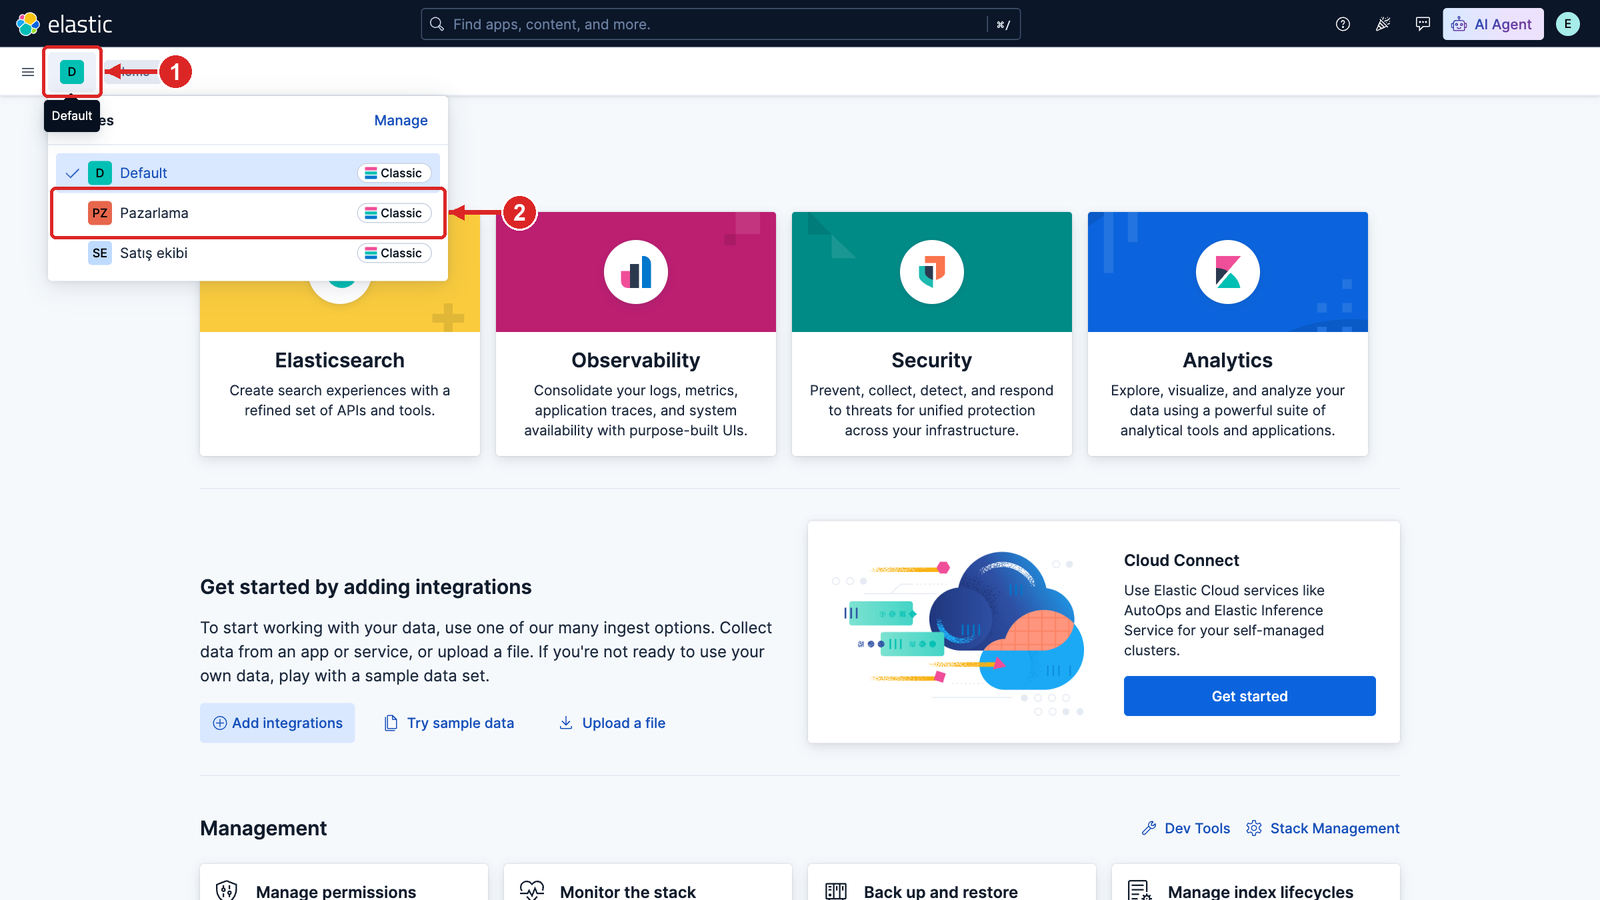 elastic
Find apps, content, and more.
⌘/
AI Agent
E
D
1
Default
Manage
D Default Classic
PZ Pazarlama Classic
2
SE Satış ekibi Classic
Elasticsearch
Create search experiences with a
refined set of APIs and tools.
Observability
Consolidate your logs, metrics,
application traces, and system
availability with purpose-built UIs.
Security
Prevent, collect, detect, and respond
to threats for unified protection
across your infrastructure.
Analytics
Explore, visualize, and analyze your
data using a powerful suite of
analytical tools and applications.
Get started by adding integrations
To start working with your data, use one of our many ingest options. Collect
data from an app or service, or upload a file. If you're not ready to use your
own data, play with a sample data set.
Add integrations
Try sample data
Upload a file
Cloud Connect
Use Elastic Cloud services like
AutoOps and Elastic Inference
Service for your self-managed
clusters.
Get started
Management
Dev Tools
Stack Management
Manage permissions
Monitor the stack
Back up and restore
Manage index lifecycles